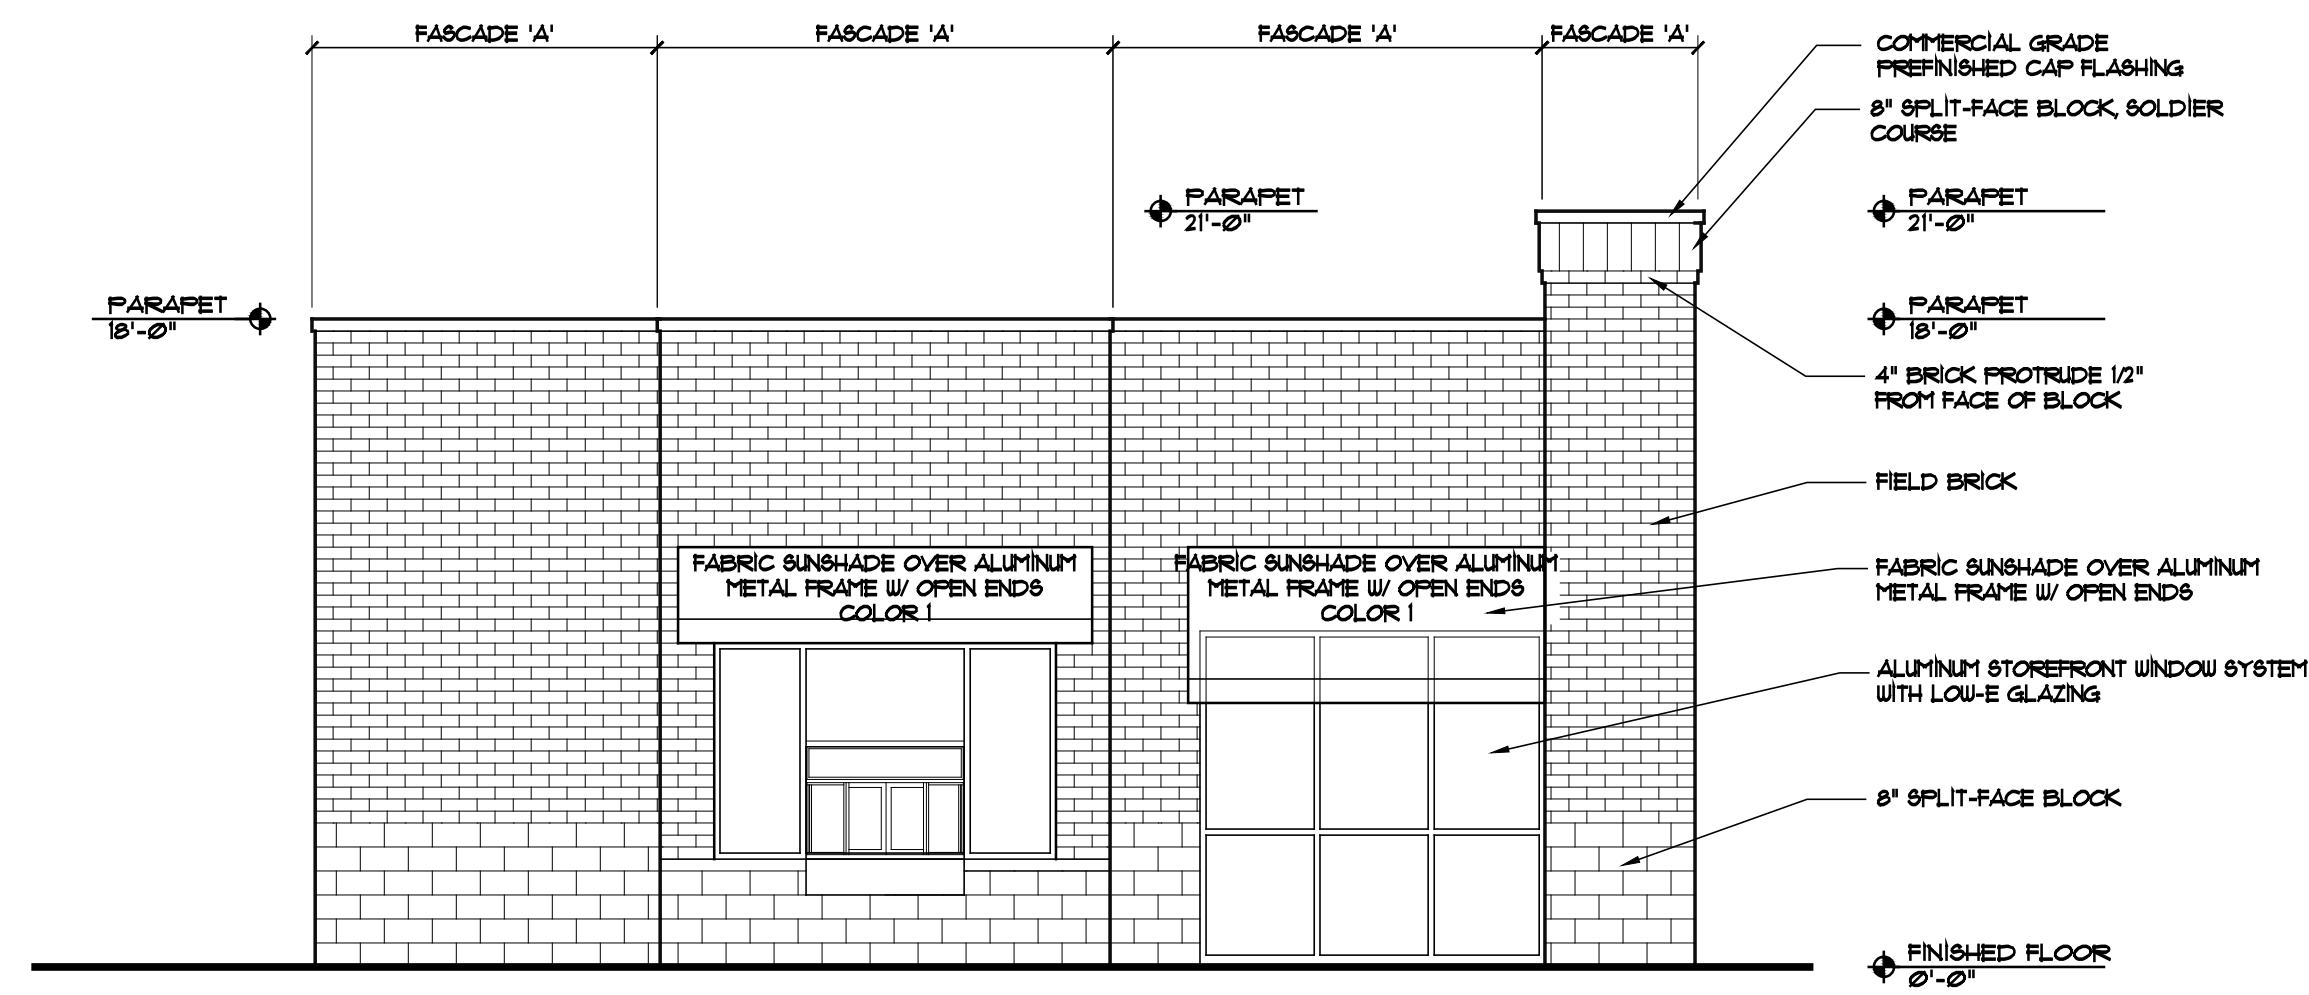 FASCADE 'A'
FASCADE 'A'
FASCADE 'A'
FASCADE 'A'
COMMERCIAL GRADE
PREFINISHED CAP FLASHING
8" SPLIT-FACE BLOCK, SOLDIER
COURSE
PARAPET
21'-0"
PARAPET
21'-0"
PARAPET
18'-0"
PARAPET
18'-0"
4" BRICK PROTRUDE 1/2"
FROM FACE OF BLOCK
FIELD BRICK
FABRIC SUNSHADE OVER ALUMINUM
METAL FRAME W/ OPEN ENDS
COLOR 1
FABRIC SUNSHADE OVER ALUMINUM
METAL FRAME W/ OPEN ENDS
COLOR 1
FABRIC SUNSHADE OVER ALUMINUM
METAL FRAME W/ OPEN ENDS
ALUMINUM STOREFRONT WINDOW SYSTEM
WITH LOW-E GLAZING
8" SPLIT-FACE BLOCK
FINISHED FLOOR
0'-0"